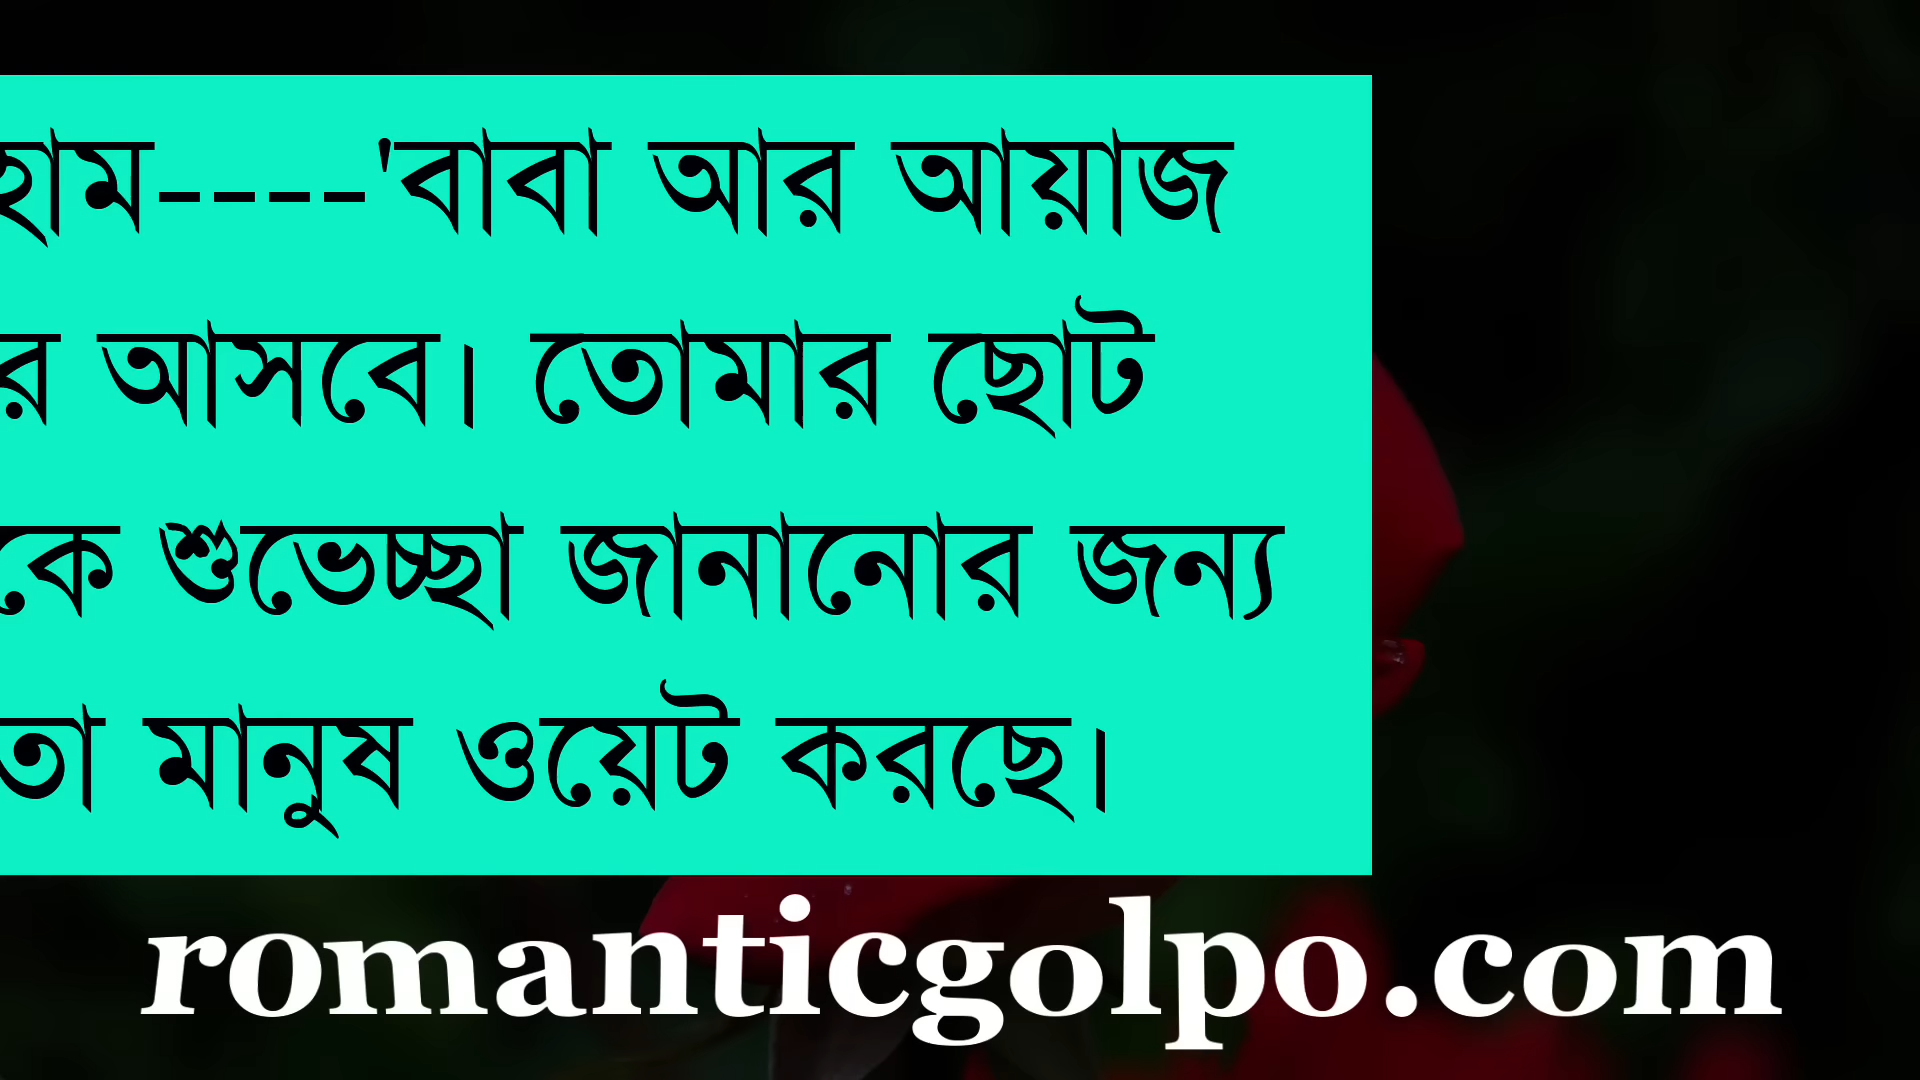 ----'বাবা আর আয়াজ
আসবে। তোমার ছোট
শুভেচ্ছা জানানোর জন্য
মানুষ ওয়েট করছে।
romanticgolpo.com